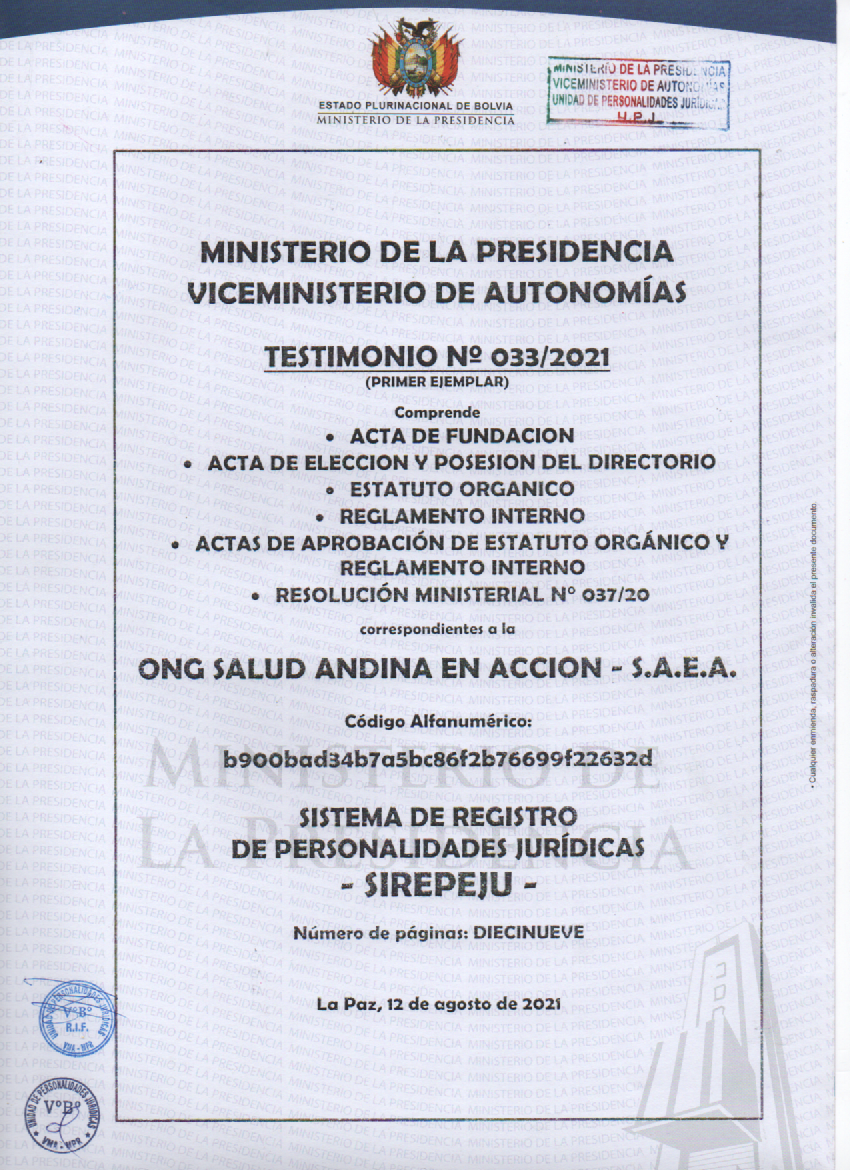 ESTADO PLURINACIONAL DE BOLIVIA
MINISTERIO DE LA PRESIDENCIA
MINISTERIO DE LA PRESIDENCIA
VICEMINISTERIO DE AUTONOMÍAS
UNIDAD DE PERSONALIDADES JURÍDICAS
U.P.J.
MINISTERIO DE LA PRESIDENCIA
VICEMINISTERIO DE AUTONOMÍAS
TESTIMONIO Nº 033/2021
(PRIMER EJEMPLAR)
Comprende
• ACTA DE FUNDACION
• ACTA DE ELECCION Y POSESION DEL DIRECTORIO
• ESTATUTO ORGANICO
• REGLAMENTO INTERNO
• ACTAS DE APROBACIÓN DE ESTATUTO ORGÁNICO Y
REGLAMENTO INTERNO
• RESOLUCIÓN MINISTERIAL N° 037/20
correspondientes a la
ONG SALUD ANDINA EN ACCION - S.A.E.A.
Código Alfanumérico:
b900bad34b7a5bc86f2b76699f22632d
MINISTERIO DE
LA PRESIDENCIA
SISTEMA DE REGISTRO
DE PERSONALIDADES JURÍDICAS
- SIREPEJU -
Número de páginas: DIECINUEVE
La Paz, 12 de agosto de 2021
• Cualquier enmienda, raspadura o alteración invalida el presente documento
UNIDAD DE PERSONALIDADES JURÍDICAS
V°B°
R.I.F.
VMA - MPR
UNIDAD DE PERSONALIDADES JURÍDICAS
V°B°
VMA - MPR